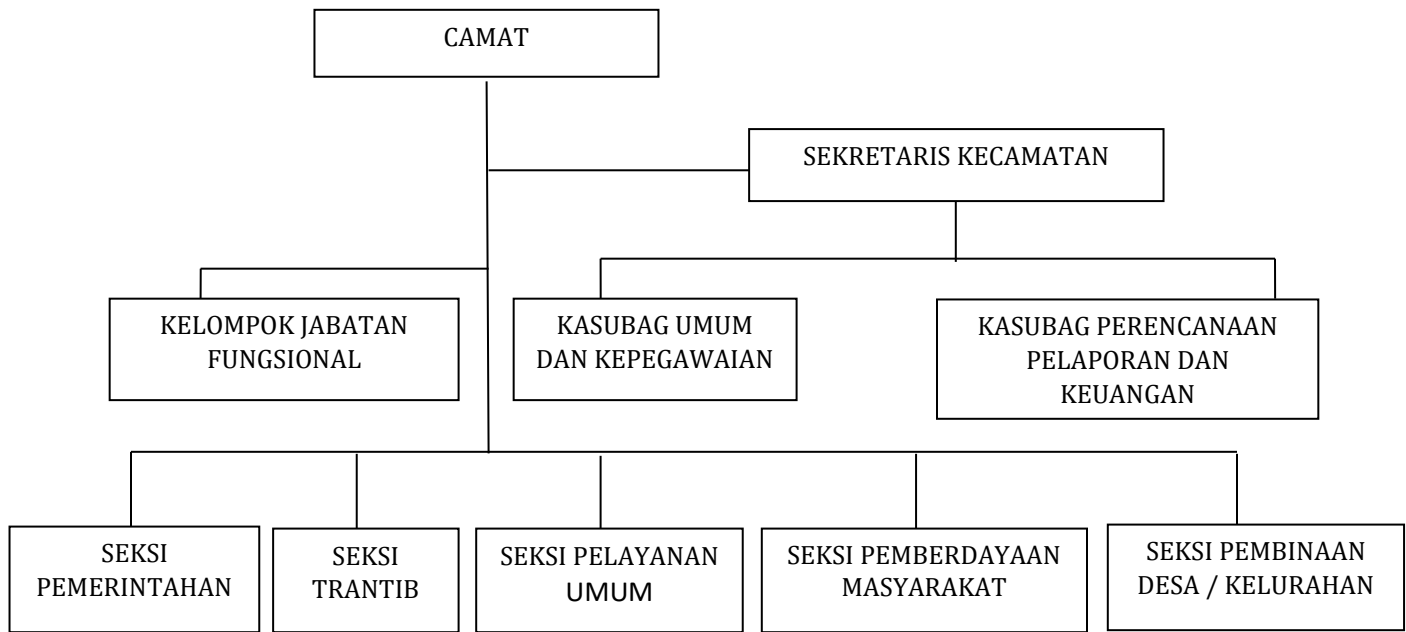 CAMAT
SEKRETARIS KECAMATAN
KELOMPOK JABATAN
FUNGSIONAL
KASUBAG UMUM
DAN KEPEGAWAIAN
KASUBAG PERENCANAAN
PELAPORAN DAN
KEUANGAN
SEKSI
PEMERINTAHAN
SEKSI
TRANTIB
SEKSI PELAYANAN
UMUM
SEKSI PEMBERDAYAAN
MASYARAKAT
SEKSI PEMBINAAN
DESA / KELURAHAN